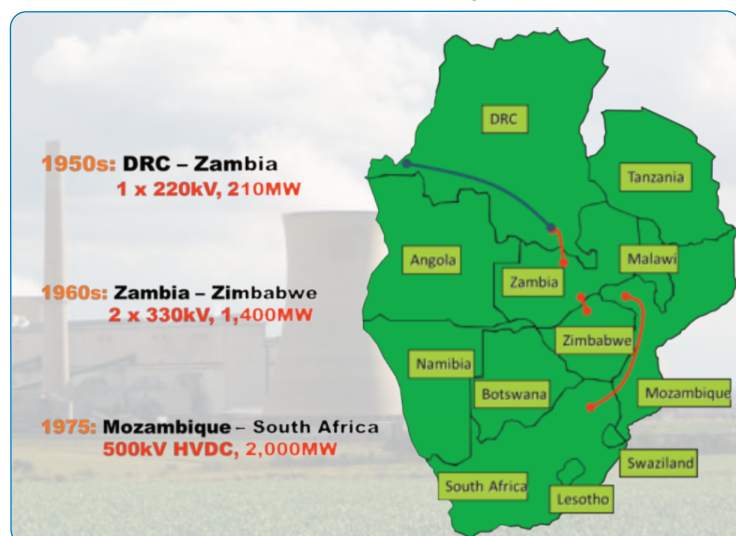 1950s: DRC – Zambia
1 x 220kV, 210MW
1960s: Zambia – Zimbabwe
2 x 330kV, 1,400MW
1975: Mozambique – South Africa
500kV HVDC, 2,000MW
DRC
Tanzania
Angola
Malawi
Zambia
Zimbabwe
Namibia
Botswana
Mozambique
Swaziland
South Africa
Lesotho